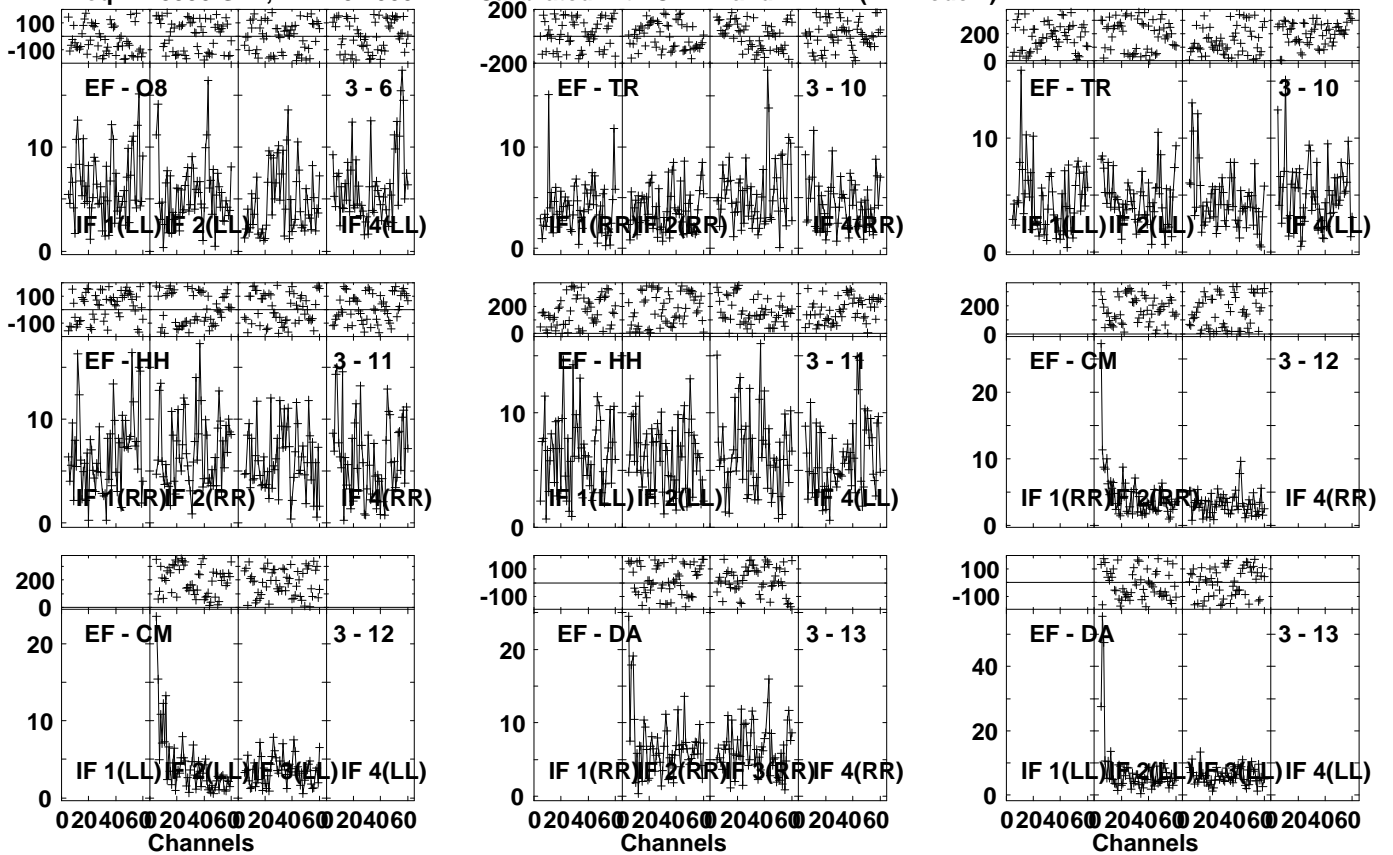 100
-100
EF - O8
3 - 6
10
0
IF 1(LL)
IF 2(LL)
IF 4(LL)
200
0
-200
EF - TR
3 - 10
10
0
IF 1(RR)
IF 2(RR)
IF 4(RR)
200
0
EF - TR
3 - 10
10
0
IF 1(LL)
IF 2(LL)
IF 4(LL)
100
-100
EF - HH
3 - 11
10
0
IF 1(RR)
IF 2(RR)
IF 4(RR)
200
0
EF - HH
3 - 11
10
0
IF 1(LL)
IF 2(LL)
IF 4(LL)
200
0
EF - CM
3 - 12
20
10
0
IF 1(RR)
IF 2(RR)
IF 4(RR)
200
0
EF - CM
3 - 12
20
10
0
IF 1(LL)
IF 2(LL)
IF 3(LL)
IF 4(LL)
0 20 40 60 0 20 40 60 0 20 40 60 0 20 40 60
Channels
100
-100
EF - DA
3 - 13
20
10
0
IF 1(RR)
IF 2(RR)
IF 3(RR)
IF 4(RR)
0 20 40 60 0 20 40 60 0 20 40 60 0 20 40 60
Channels
100
-100
EF - DA
3 - 13
40
20
0
IF 1(LL)
IF 2(LL)
IF 3(LL)
IF 4(LL)
0 20 40 60 0 20 40 60 0 20 40 60 0 20 40 60
Channels